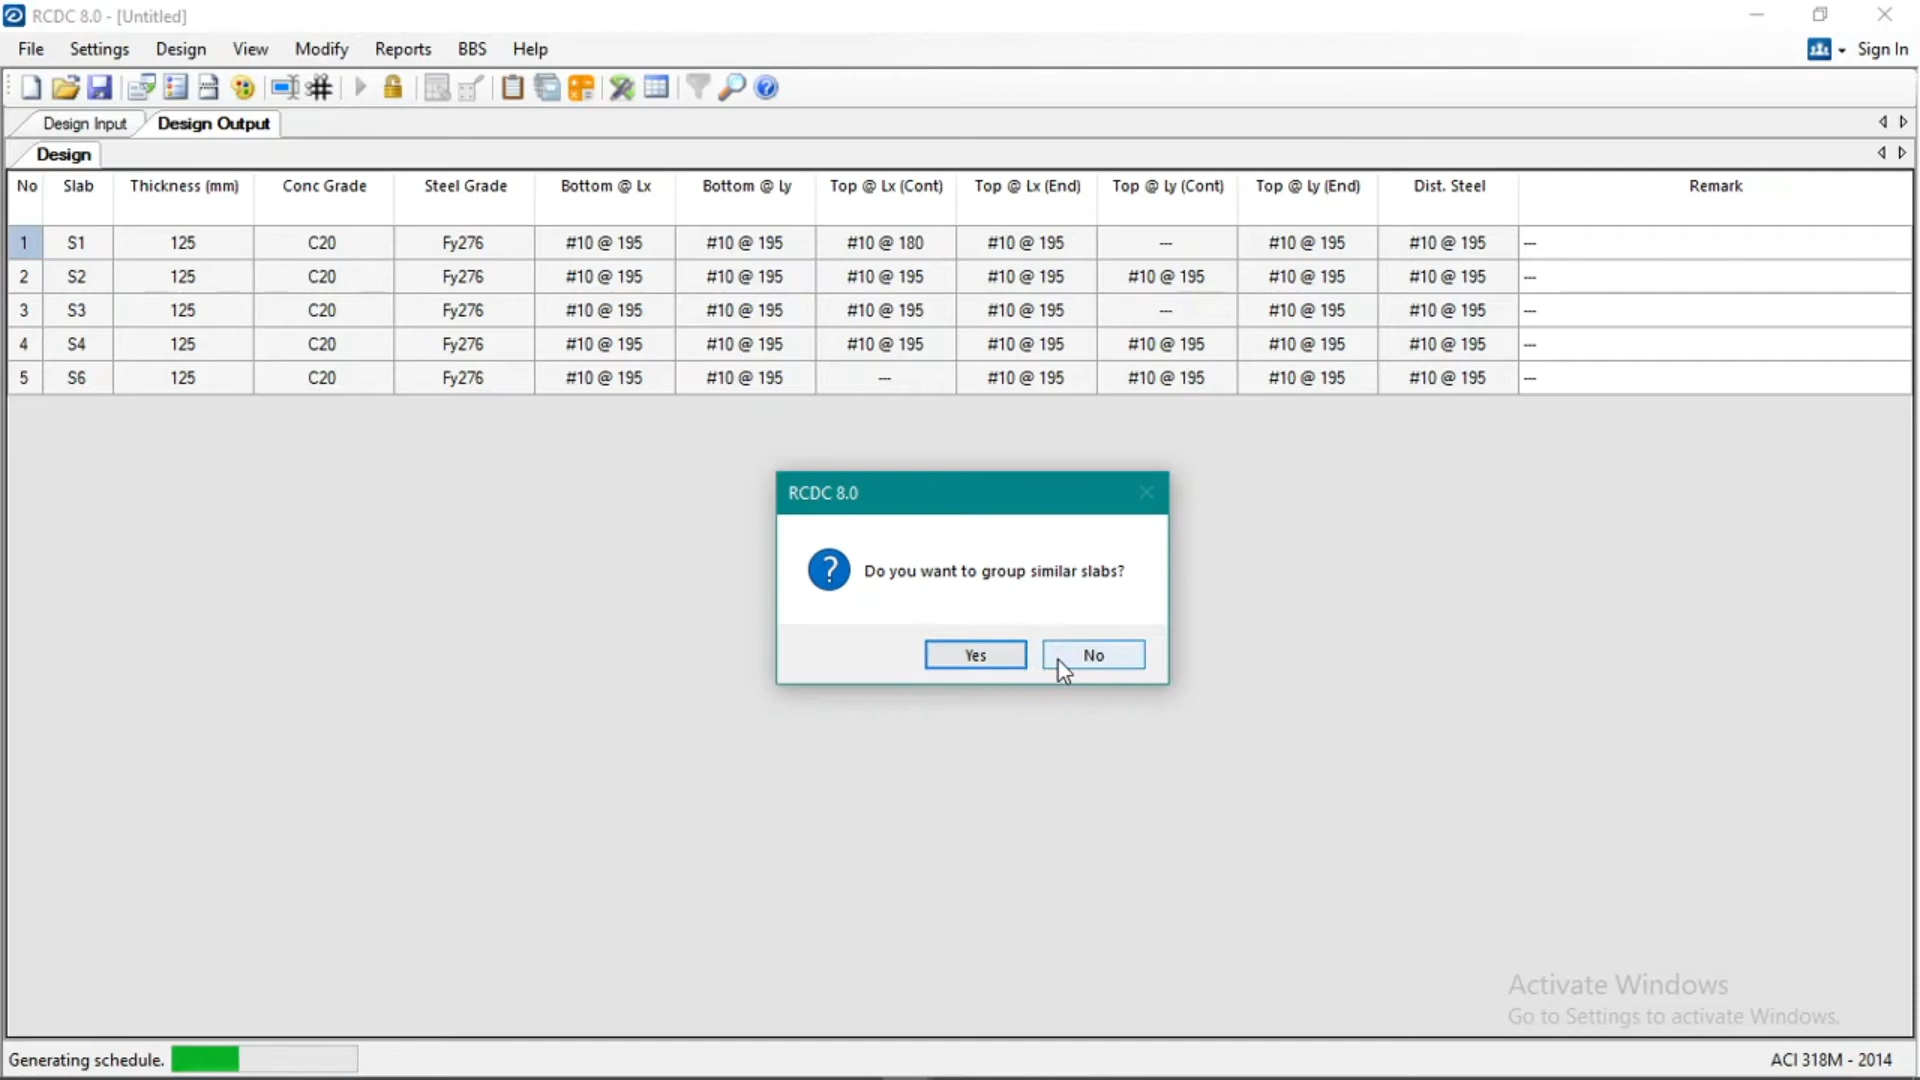 RCDC 8.0 - [Untitled]
File Settings Design View Modify Reports BBS Help Sign In
Design Input Design Output
Design
No Slab Thickness (mm) Conc Grade Steel Grade Bottom @ Lx Bottom @ Ly Top @ Lx (Cont) Top @ Lx (End) Top @ Ly (Cont) Top @ Ly (End) Dist. Steel Remark
1 S1 125 C20 Fy276 #10 @ 195 #10 @ 195 #10 @ 180 #10 @ 195 --- #10 @ 195 #10 @ 195 ---
2 S2 125 C20 Fy276 #10 @ 195 #10 @ 195 #10 @ 195 #10 @ 195 #10 @ 195 #10 @ 195 #10 @ 195 ---
3 S3 125 C20 Fy276 #10 @ 195 #10 @ 195 #10 @ 195 #10 @ 195 --- #10 @ 195 #10 @ 195 ---
4 S4 125 C20 Fy276 #10 @ 195 #10 @ 195 #10 @ 195 #10 @ 195 #10 @ 195 #10 @ 195 #10 @ 195 ---
5 S6 125 C20 Fy276 #10 @ 195 #10 @ 195 --- #10 @ 195 #10 @ 195 #10 @ 195 #10 @ 195 ---
RCDC 8.0
Do you want to group similar slabs?
Yes No
Activate Windows
Go to Settings to activate Windows.
Generating schedule. ACI 318M - 2014